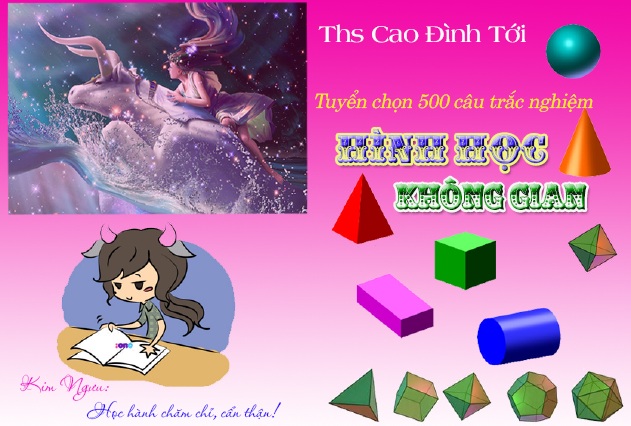 Ths Cao Đình Tới
Tuyển chọn 500 câu trắc nghiệm
HÌNH HỌC
KHÔNG GIAN
Kim Ngưu:
Học hành chăm chỉ, cẩn thận!